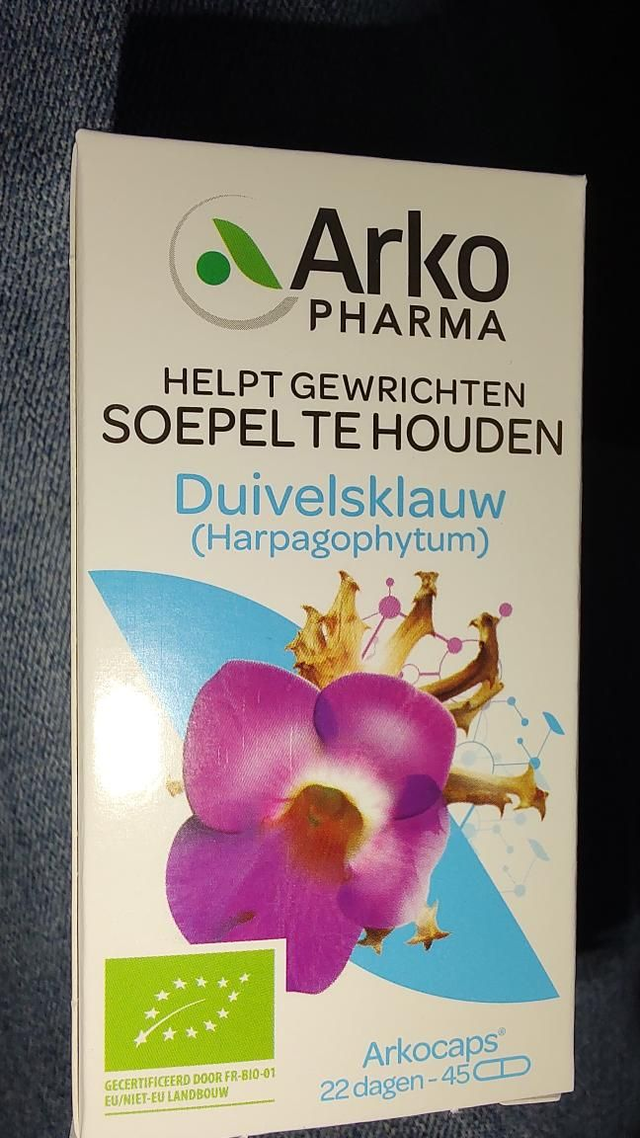 Arko
PHARMA
HELPT GEWRICHTEN
SOEPEL TE HOUDEN
Duivelsklauw
(Harpagophytum)
GECERTIFICEERD DOOR FR-BIO-01
EU/NIET-EU LANDBOUW
Arkocaps®
22 dagen - 45